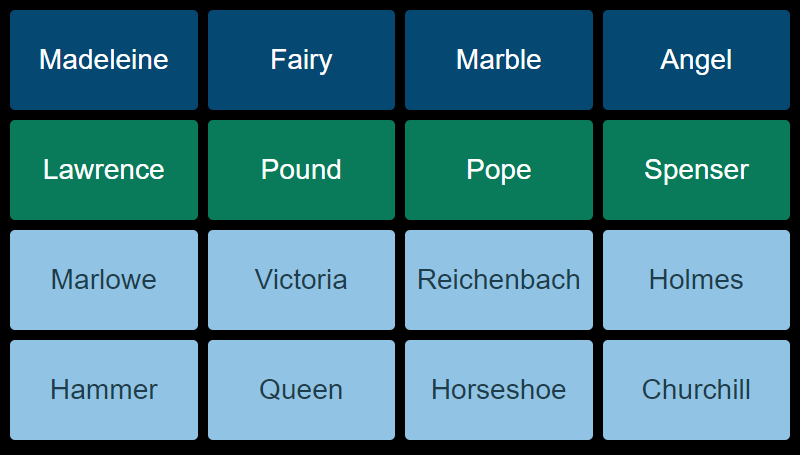 Madeleine Fairy Marble Angel
Lawrence Pound Pope Spenser
Marlowe Victoria Reichenbach Holmes
Hammer Queen Horseshoe Churchill